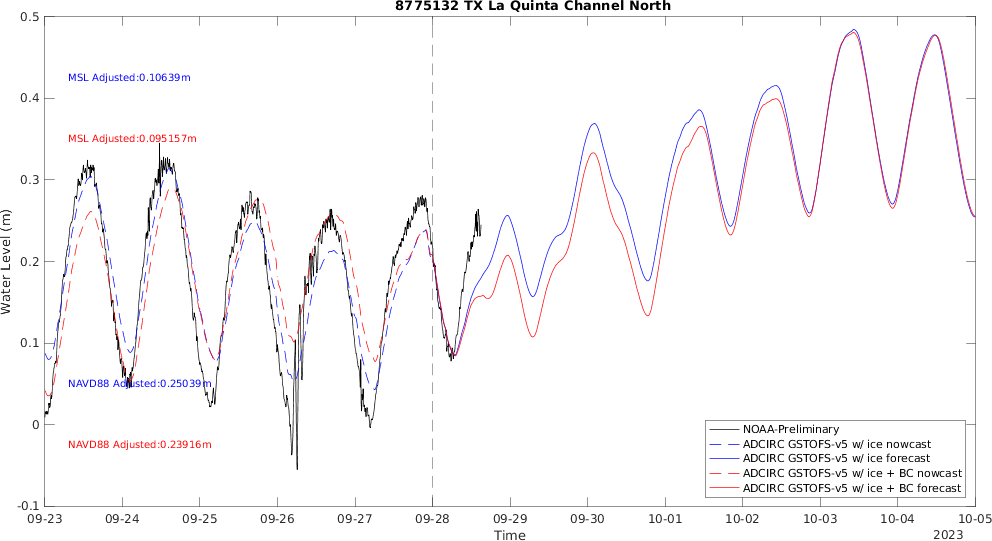 8775132 TX La Quinta Channel North
0.5
0.4
0.3
0.2
0.1
0
-0.1
Water Level (m)
MSL Adjusted:0.10639m
MSL Adjusted:0.095157m
NAVD88 Adjusted:0.25039m
NAVD88 Adjusted:0.23916m
NOAA-Preliminary
ADCIRC GSTOFS-v5 w/ ice nowcast
ADCIRC GSTOFS-v5 w/ ice forecast
ADCIRC GSTOFS-v5 w/ ice + BC nowcast
ADCIRC GSTOFS-v5 w/ ice + BC forecast
09-23 09-24 09-25 09-26 09-27 09-28 09-29 09-30 10-01 10-02 10-03 10-04 10-05
Time
2023